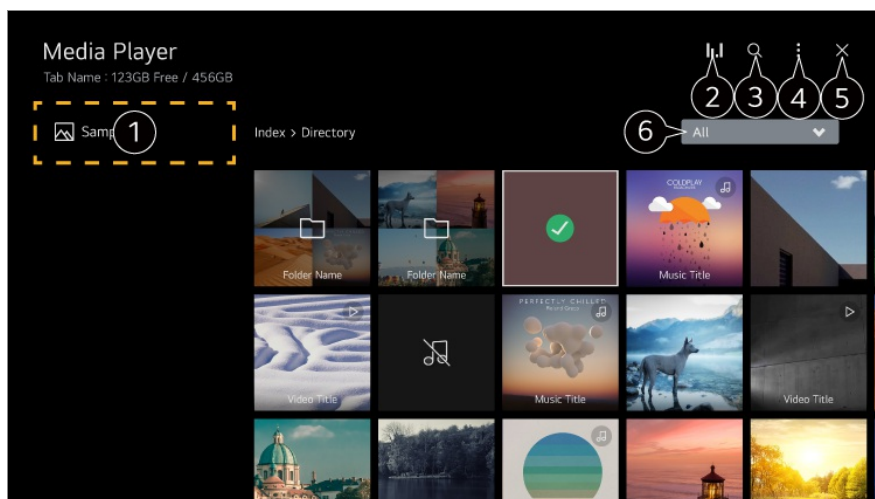 Media Player
Tab Name : 123GB Free / 456GB
2 3 4 5
Samp 1
Index > Directory
6
All
COLDPLAY
Folder Name
Folder Name
Music Title
PERFECTLY CHILLED
Video Title
Music Title
Video Title